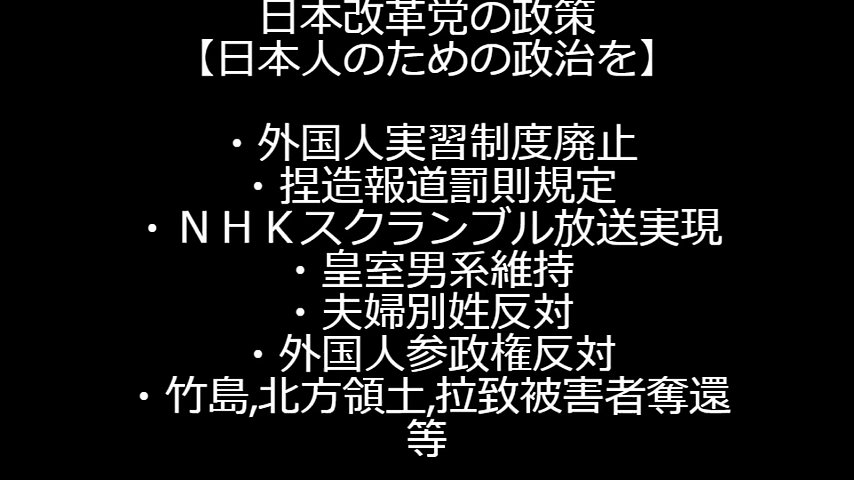 日本改革党の政策
【日本人のための政治を】
・外国人実習制度廃止
・捏造報道罰則規定
・ＮＨＫスクランブル放送実現
・皇室男系維持
・夫婦別姓反対
・外国人参政権反対
・竹島,北方領土,拉致被害者奪還
等